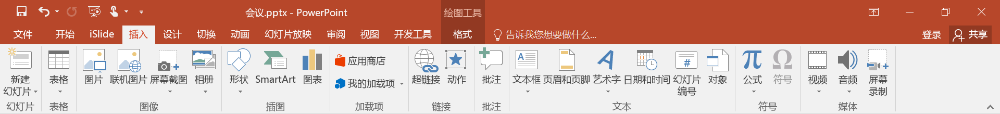 会议.pptx - PowerPoint
绘图工具
文件 开始 iSlide 插入 设计 切换 动画 幻灯片放映 审阅 视图 开发工具 格式 告诉我您想要做什么... 登录 共享
新建
幻灯片
表格
图片 联机图片 屏幕截图 相册
形状 SmartArt 图表
应用商店
我的加载项
超链接 动作
批注
文本框 页眉和页脚 艺术字 日期和时间 幻灯片
编号
对象
公式 符号
视频 音频 屏幕
录制
幻灯片 表格 图像 插图 加载项 链接 批注 文本 符号 媒体